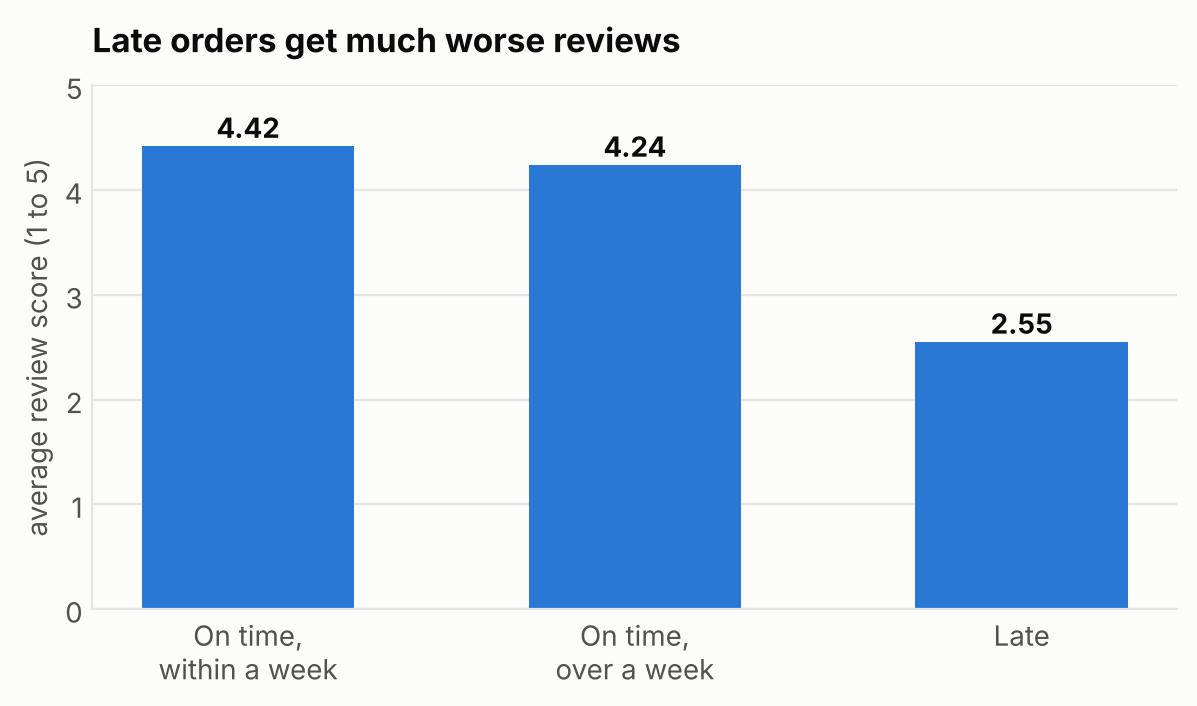 Late orders get much worse reviews
average review score (1 to 5)
5
4
3
2
1
0
4.42
4.24
2.55
On time,
within a week
On time,
over a week
Late